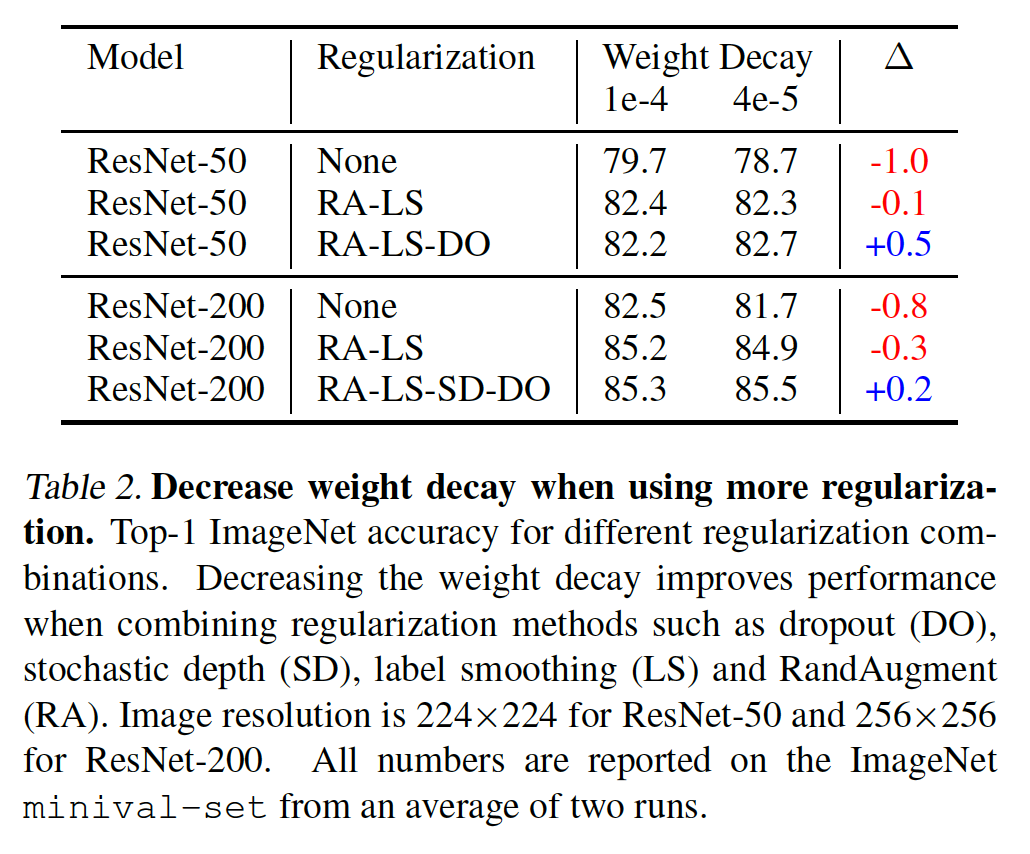 Model Regularization Weight Decay Δ
1e-4 4e-5
ResNet-50 None 79.7 78.7 -1.0
ResNet-50 RA-LS 82.4 82.3 -0.1
ResNet-50 RA-LS-DO 82.2 82.7 +0.5
ResNet-200 None 82.5 81.7 -0.8
ResNet-200 RA-LS 85.2 84.9 -0.3
ResNet-200 RA-LS-SD-DO 85.3 85.5 +0.2
Table 2. Decrease weight decay when using more regulariza-
tion. Top-1 ImageNet accuracy for different regularization com-
binations. Decreasing the weight decay improves performance
when combining regularization methods such as dropout (DO),
stochastic depth (SD), label smoothing (LS) and RandAugment
(RA). Image resolution is 224×224 for ResNet-50 and 256×256
for ResNet-200. All numbers are reported on the ImageNet
minival-set from an average of two runs.